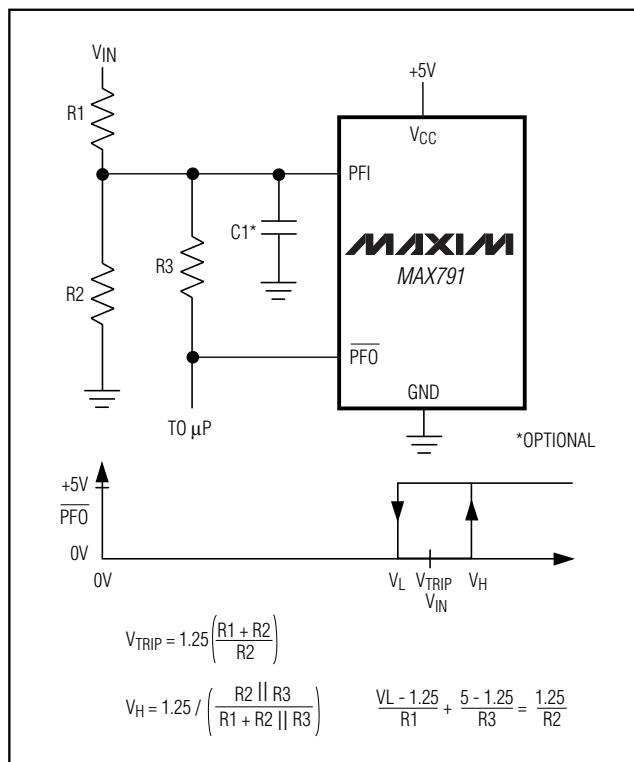 VIN
+5V
R1
VCC
PFI
C1*
MAXIM
MAX791
R3
R2
PFO
GND
TO μP
*OPTIONAL
+5V
PFO
0V
0V
VL
VTRIP
VH
VIN
VTRIP = 1.25 (R1 + R2 / R2)
VH = 1.25 / (R2 || R3 / R1 + R2 || R3)
VL - 1.25 / R1 + 5 - 1.25 / R3 = 1.25 / R2